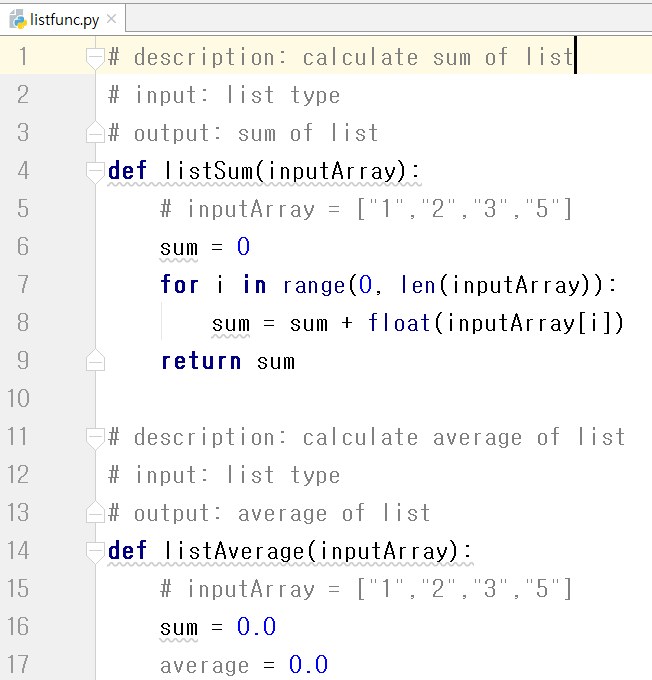 listfunc.py
1 # description: calculate sum of list
2 # input: list type
3 # output: sum of list
4 def listSum(inputArray):
5     # inputArray = ["1","2","3","5"]
6     sum = 0
7     for i in range(0, len(inputArray)):
8         sum = sum + float(inputArray[i])
9     return sum
10
11 # description: calculate average of list
12 # input: list type
13 # output: average of list
14 def listAverage(inputArray):
15     # inputArray = ["1","2","3","5"]
16     sum = 0.0
17     average = 0.0